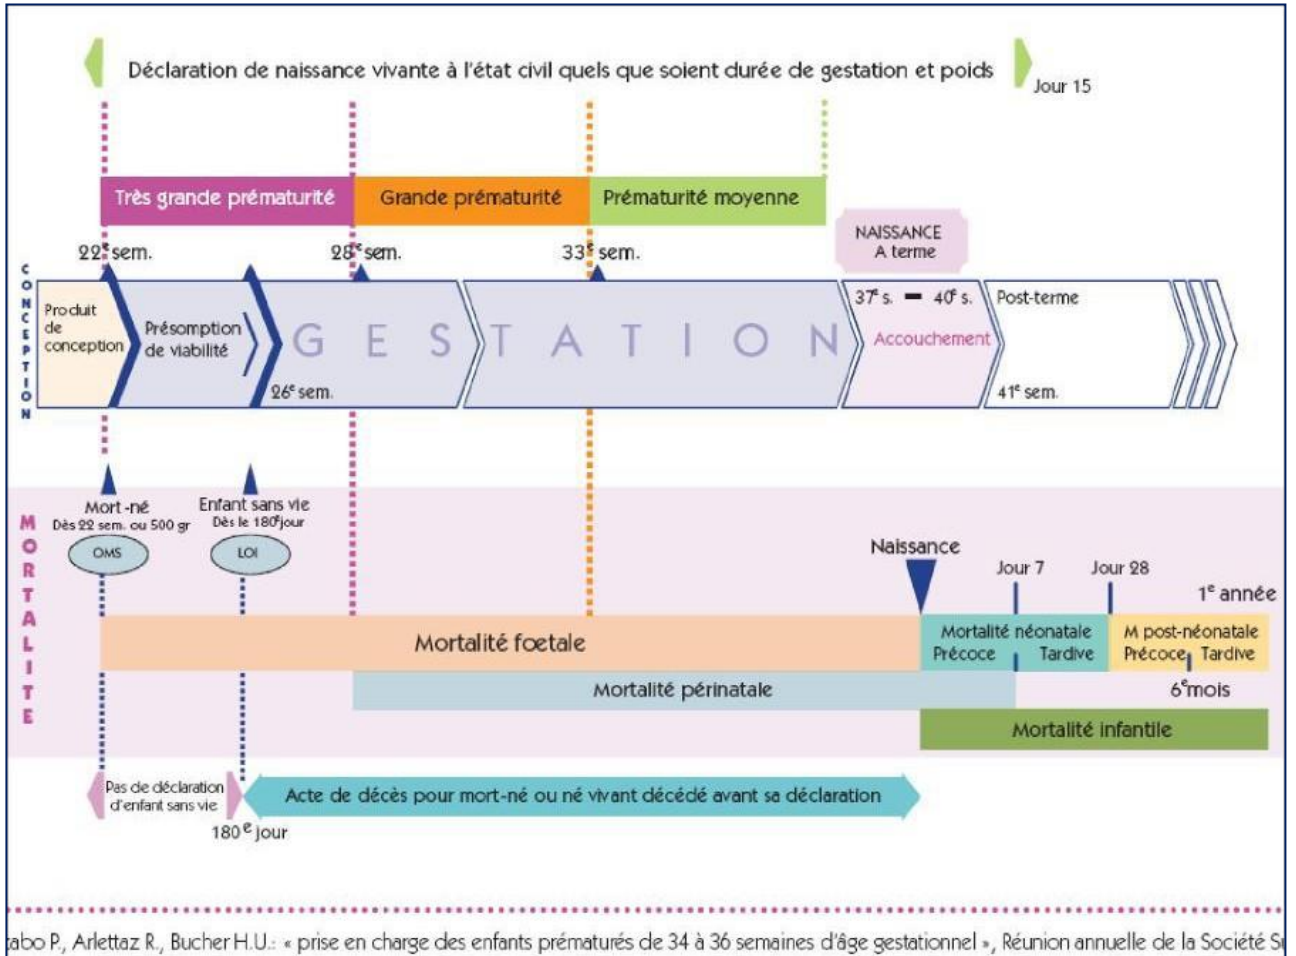 Déclaration de naissance vivante à l'état civil quels que soient durée de gestation et poids
Jour 15
Très grande prématurité
Grande prématurité
Prématurité moyenne
22e sem.
28e sem.
33e sem.
NAISSANCE
A terme
CONCEPTION
Produit
de
conception
Présomption
de viabilité
GESTATION
26e sem.
37e s. - 40e s.
Accouchement
Post-terme
41e sem.
MORTALITE
Mort-né
Dès 22 sem. ou 500 gr
OMS
Enfant sans vie
Dès le 180e jour
LOI
Naissance
Jour 7
Jour 28
1e année
Mortalité foetale
Mortalité néonatale
Précoce
Tardive
M post-néonatale
Précoce
Tardive
Mortalité périnatale
6e mois
Mortalité infantile
Pas de déclaration
d'enfant sans vie
Acte de décès pour mort-né ou né vivant décédé avant sa déclaration
180e jour
P., Arlettaz R., Bucher H.U.: « prise en charge des enfants prématurés de 34 à 36 semaines d'âge gestationnel », Réunion annuelle de la Société